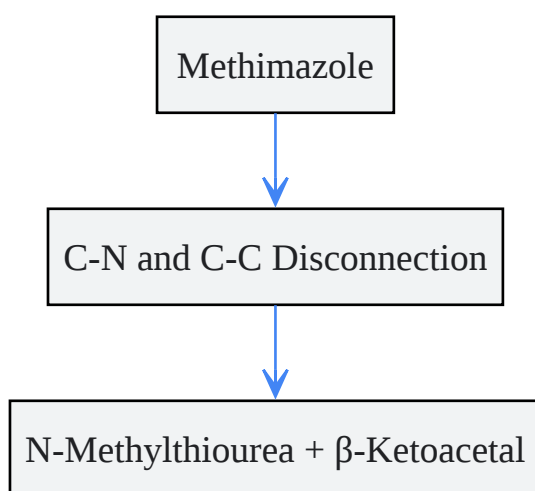 Methimazole
C-N and C-C Disconnection
N-Methylthiourea + β-Ketoacetal